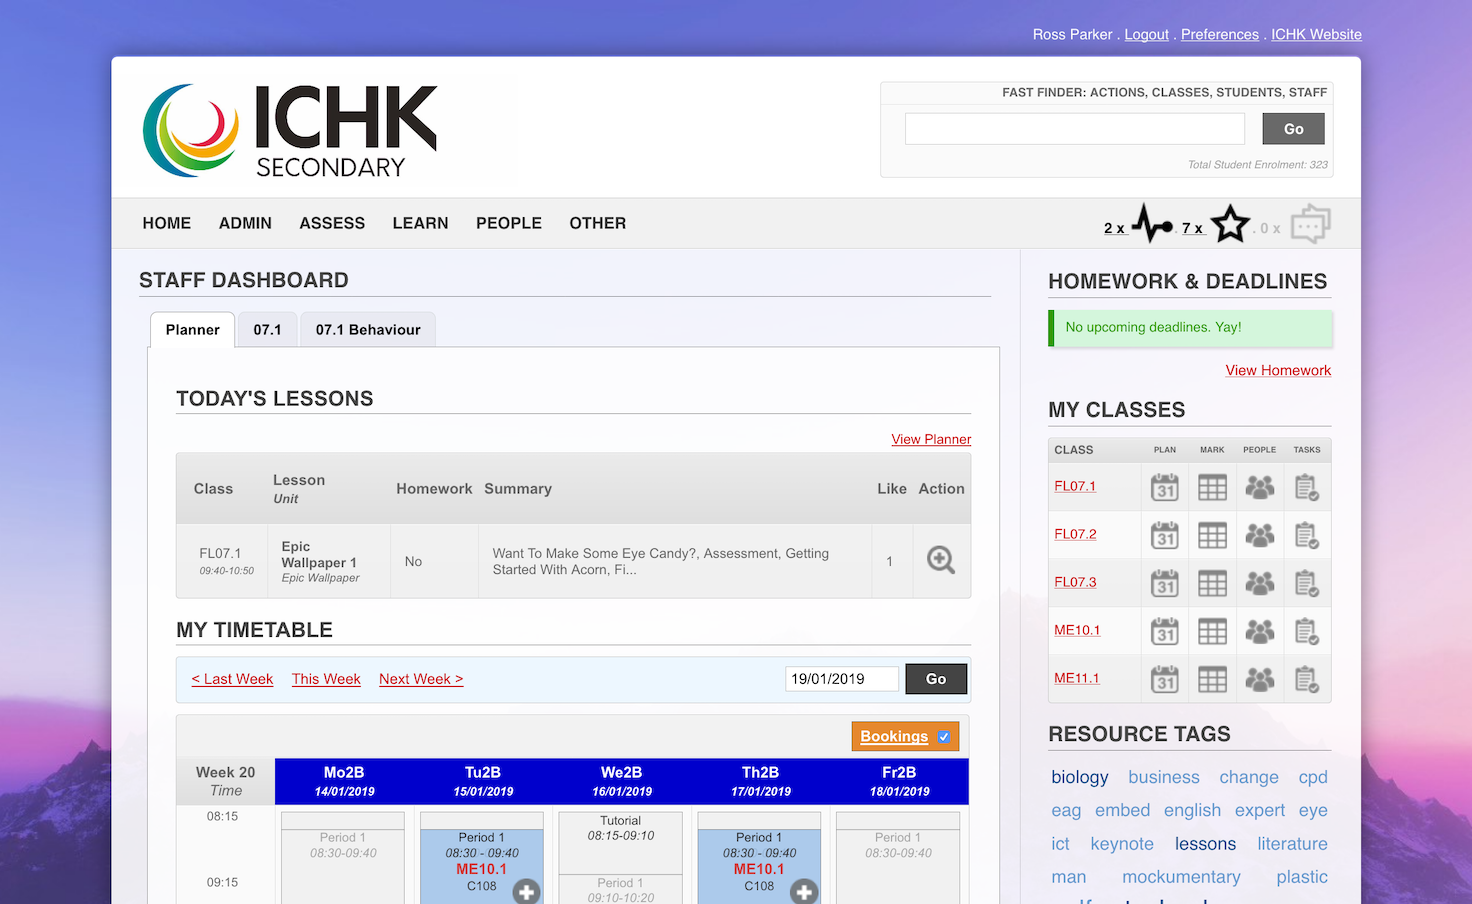 Ross Parker . Logout . Preferences . ICHK Website
ICHK
SECONDARY
FAST FINDER: ACTIONS, CLASSES, STUDENTS, STAFF
Go
Total Student Enrolment: 323
HOME ADMIN ASSESS LEARN PEOPLE OTHER
2 x . 7 x . 0 x
STAFF DASHBOARD
Planner 07.1 07.1 Behaviour
TODAY'S LESSONS
View Planner
Class Lesson Homework Summary Like Action
Unit
FL07.1
09:40-10:50
Epic
Wallpaper 1
Epic Wallpaper
No
Want To Make Some Eye Candy?, Assessment, Getting
Started With Acorn, Fi...
1
MY TIMETABLE
< Last Week This Week Next Week > 19/01/2019 Go
Bookings
Week 20 Mo2B Tu2B We2B Th2B Fr2B
Time 14/01/2019 15/01/2019 16/01/2019 17/01/2019 18/01/2019
08:15
09:15
Period 1
08:30-09:40
Period 1
08:30 - 09:40
ME10.1
C108
Tutorial
08:15-09:10
Period 1
09:10-10:20
Period 1
08:30 - 09:40
ME10.1
C108
Period 1
08:30-09:40
HOMEWORK & DEADLINES
No upcoming deadlines. Yay!
View Homework
MY CLASSES
CLASS PLAN MARK PEOPLE TASKS
FL07.1 31
FL07.2 31
FL07.3 31
ME10.1 31
ME11.1 31
RESOURCE TAGS
biology business change cpd
eag embed english expert eye
ict keynote lessons literature
man mockumentary plastic